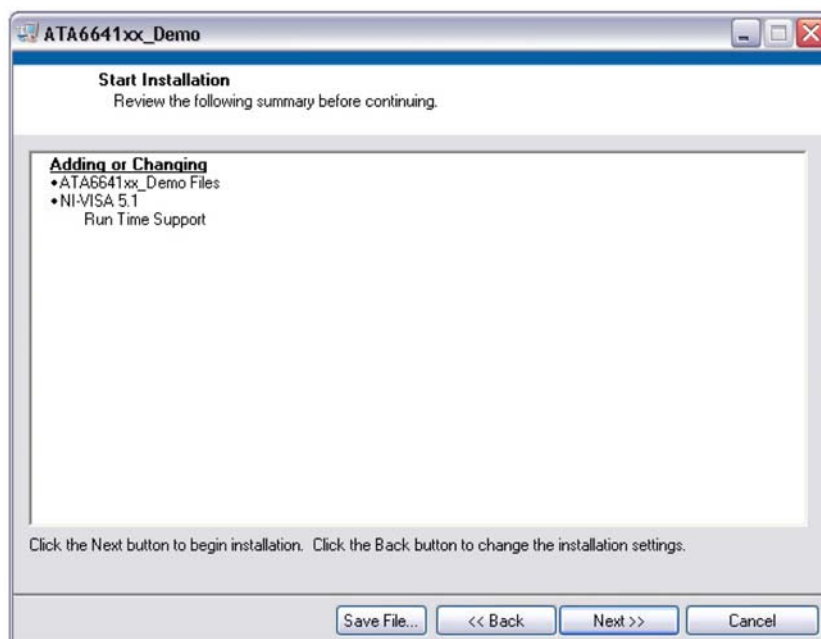 ATA6641xx_Demo
Start Installation
Review the following summary before continuing.
Adding or Changing
•ATA6641xx_Demo Files
•NI-VISA 5.1
Run Time Support
Click the Next button to begin installation. Click the Back button to change the installation settings.
Save File... << Back Next >> Cancel